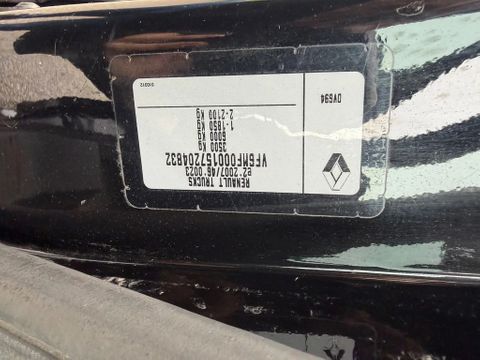 RENAULT TRUCKS
e2*2007/46*0023
VF6MF000157204832
3500 Kg
6000 Kg
1-1850 Kg
2-2100 Kg
OV694